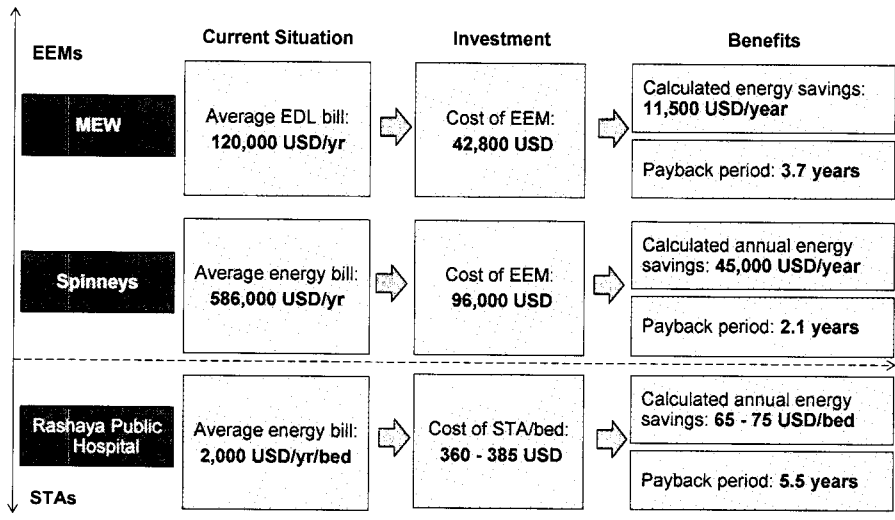 Current Situation
Investment
Benefits
EEMs
MEW
Average EDL bill:
120,000 USD/yr
Cost of EEM:
42,800 USD
Calculated energy savings:
11,500 USD/year
Payback period: 3.7 years
Spinneys
Average energy bill:
586,000 USD/yr
Cost of EEM:
96,000 USD
Calculated annual energy
savings: 45,000 USD/year
Payback period: 2.1 years
Rashaya Public
Hospital
Average energy bill:
2,000 USD/yr/bed
Cost of STA/bed:
360 - 385 USD
Calculated annual energy
savings: 65 - 75 USD/bed
Payback period: 5.5 years
STAs